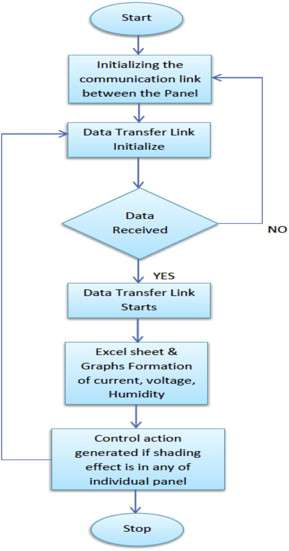 Start
Initializing the
communication link
between the Panel
Data Transfer Link
Initialize
Data
Received
NO
YES
Data Transfer Link
Starts
Excel sheet &
Graphs Formation
of current, voltage,
Humidity
Control action
generated if shading
effect is in any of
individual panel
Stop